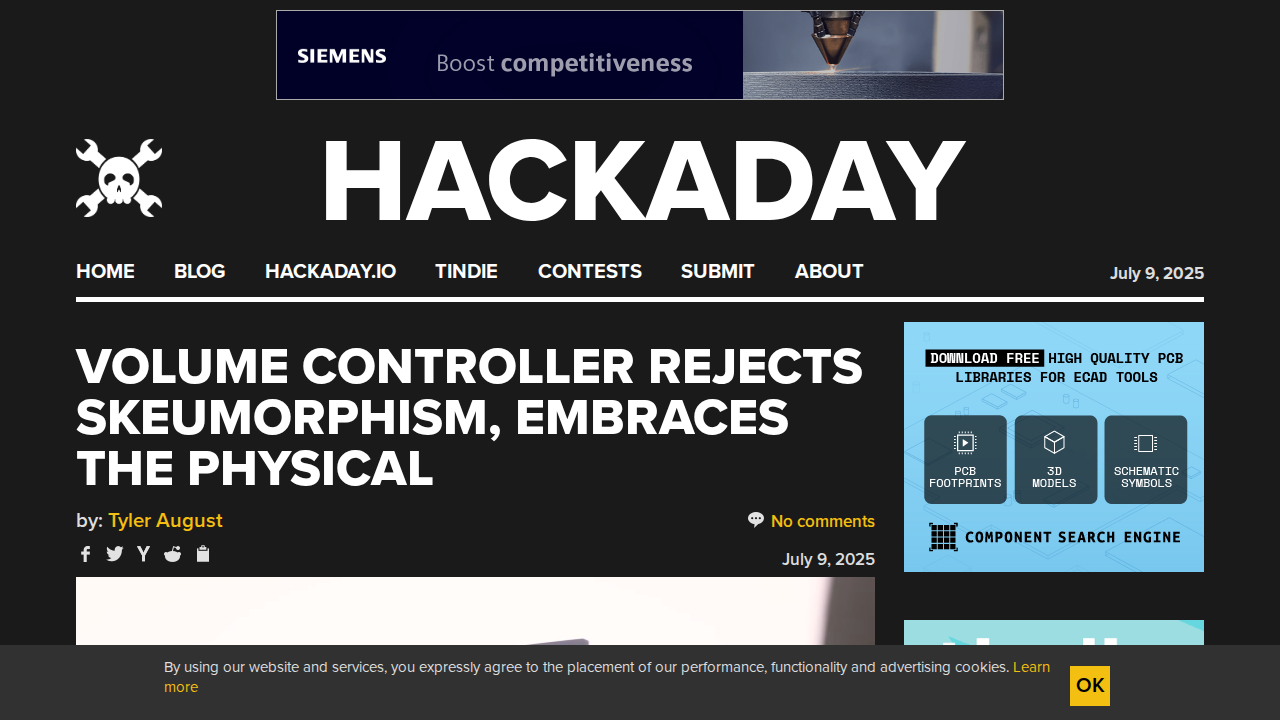 SIEMENS
Boost competitiveness
HACKADAY
HOME BLOG HACKADAY.IO TINDIE CONTESTS SUBMIT ABOUT July 9, 2025
VOLUME CONTROLLER REJECTS
SKEUMORPHISM, EMBRACES
THE PHYSICAL
by: Tyler August
No comments
July 9, 2025
DOWNLOAD FREE HIGH QUALITY PCB
LIBRARIES FOR ECAD TOOLS
PCB
FOOTPRINTS
3D
MODELS
SCHEMATIC
SYMBOLS
COMPONENT SEARCH ENGINE
By using our website and services, you expressly agree to the placement of our performance, functionality and advertising cookies. Learn
more
OK